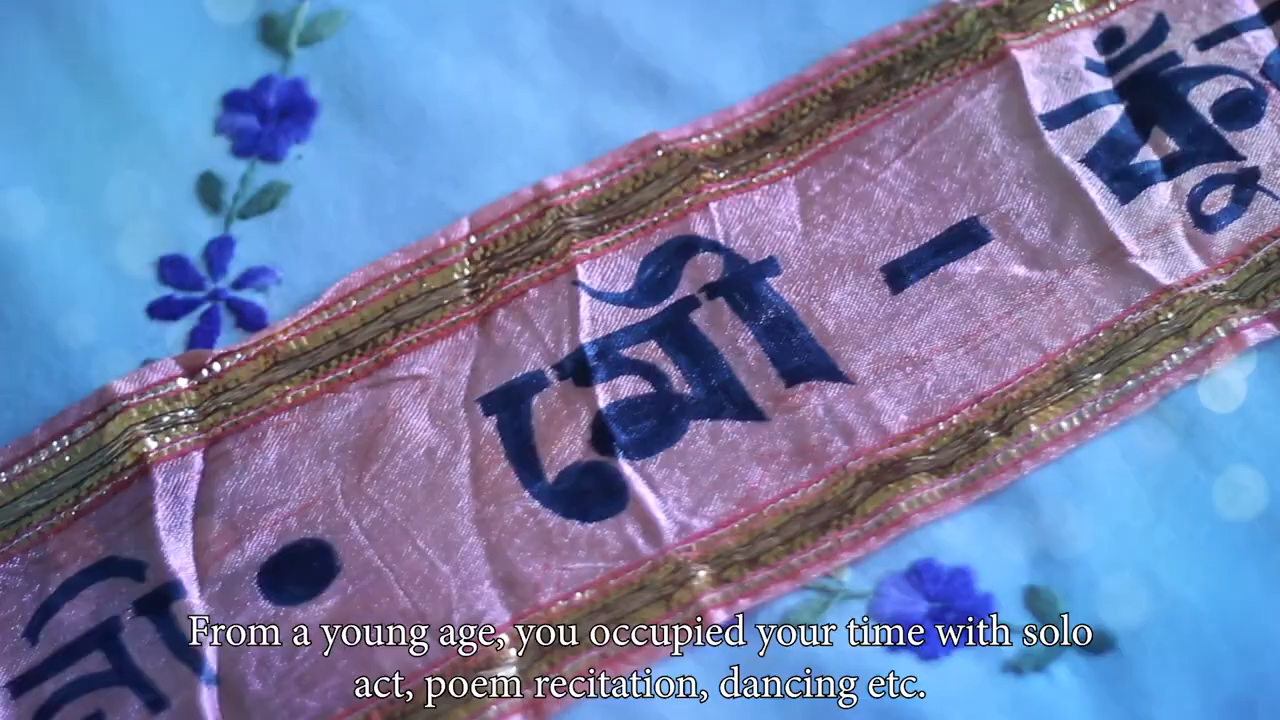 মৌ -
From a young age, you occupied your time with solo
act, poem recitation, dancing etc.